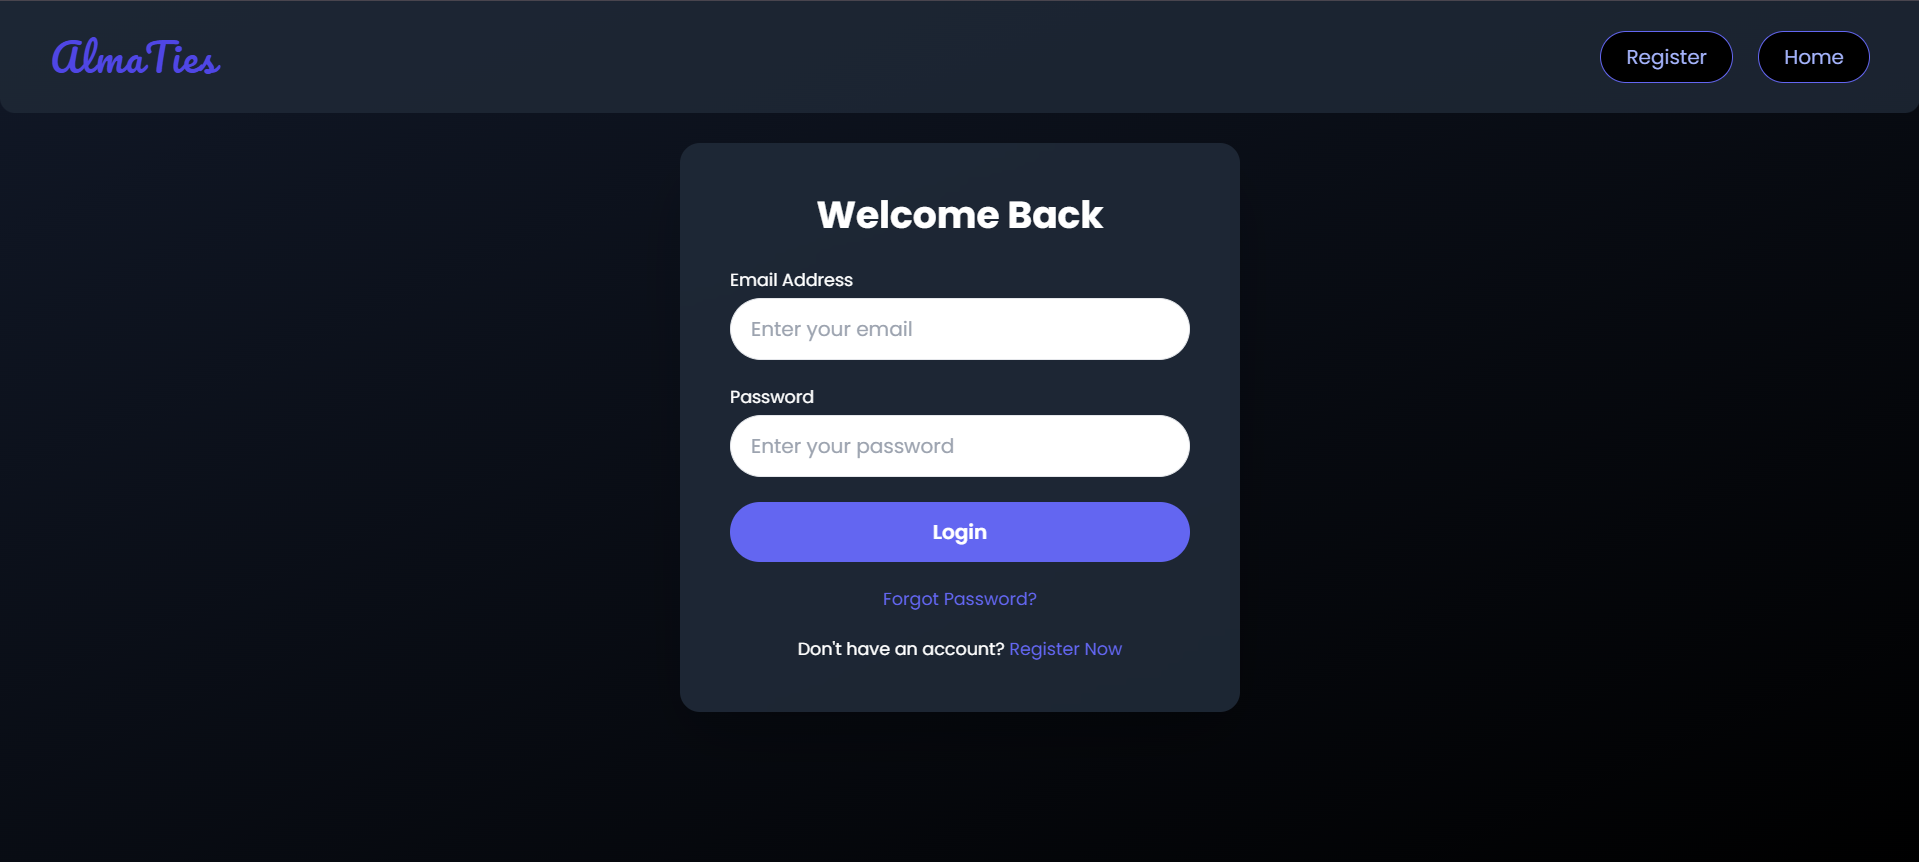 AlmaTies
Register
Home
Welcome Back
Email Address
Enter your email
Password
Enter your password
Login
Forgot Password?
Don't have an account? Register Now